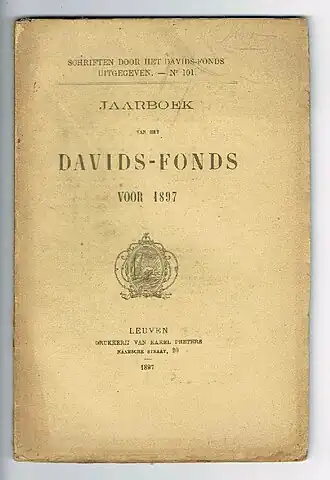 SCHRIFTEN DOOR HET DAVIDS-FONDS
UITGEGEVEN. — Nº 101.
JAARBOEK
VAN HET
DAVIDS-FONDS
VOOR 1897
LEUVEN
DRUKKERIJ VAN KAREL PEETERS
NAAMSCHE STRAAT,
1897